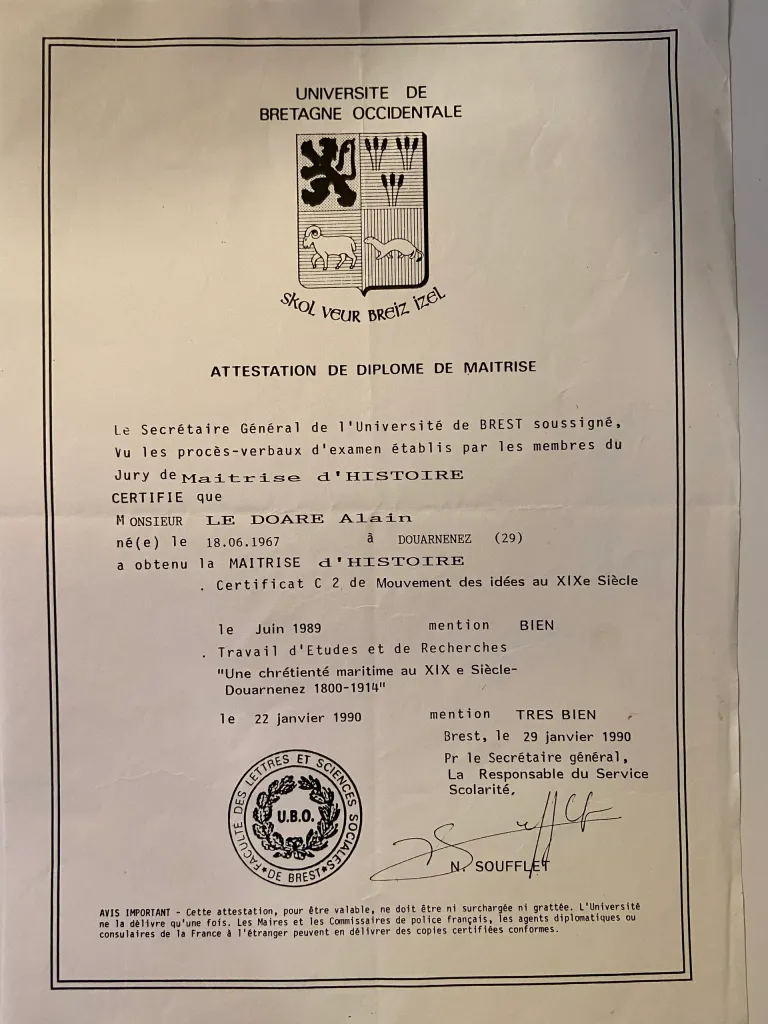 UNIVERSITE DE
BRETAGNE OCCIDENTALE
SKOL VEUR BREIZ IZEL
ATTESTATION DE DIPLOME DE MAITRISE
Le Secrétaire Général de l'Université de BREST soussigné,
Vu les procès-verbaux d'examen établis par les membres du
Jury de Maitrise d'HISTOIRE
CERTIFIE que
MONSIEUR LE DOARE Alain
né(e) le 18.06.1967 à DOUARNENEZ (29)
a obtenu la MAITRISE d'HISTOIRE
. Certificat C 2 de Mouvement des idées au XIXe Siècle
le Juin 1989 mention BIEN
. Travail d'Etudes et de Recherches
"Une chrétienté maritime au XIX e Siècle-
Douarnenez 1800-1914"
le 22 janvier 1990 mention TRES BIEN
Brest, le 29 janvier 1990
Pr le Secrétaire général,
La Responsable du Service
Scolarité,
FACULTE DES LETTRES ET SCIENCES SOCIALES
*DE BREST*
U.B.O.
N. SOUFFLET
AVIS IMPORTANT - Cette attestation, pour être valable, ne doit être ni surchargée ni grattée. L'Université
ne la délivre qu'une fois. Les Maires et les Commissaires de police français, les agents diplomatiques ou
consulaires de la France à l'étranger peuvent en délivrer des copies certifiées conformes.